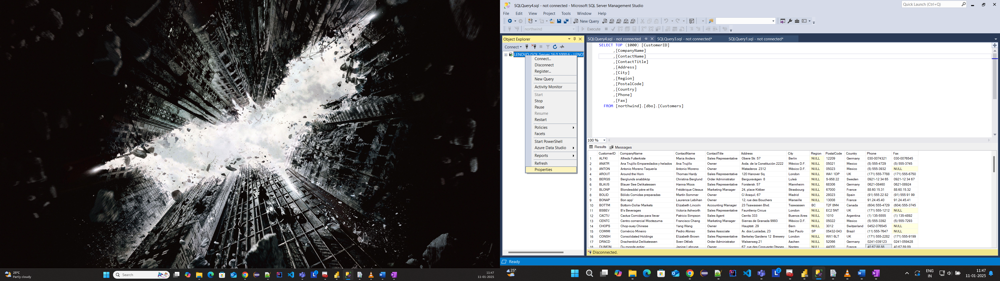 SQLQuery4.sql - not connected - Microsoft SQL Server Management Studio
Quick Launch (Ctrl+Q)
File Edit View Project Tools Window Help
New Query
northwind Execute
Object Explorer
Connect
LENOVO (SQL Server 16.0.1000.6 - LENO
Connect...
Disconnect
Register...
New Query
Activity Monitor
Start
Stop
Pause
Resume
Restart
Policies
Facets
Start PowerShell
Azure Data Studio
Reports
Refresh
Properties
SQLQuery4.sql - not connected SQLQuery3.sql - not connected* SQLQuery1.sql - not connected*
SELECT TOP (1000) [CustomerID]
,[CompanyName]
,[ContactName]
,[ContactTitle]
,[Address]
,[City]
,[Region]
,[PostalCode]
,[Country]
,[Phone]
,[Fax]
FROM [northwind].[dbo].[Customers]
100 %
Results Messages
CustomerID CompanyName ContactName ContactTitle Address City Region PostalCode Country Phone Fax
1 ALFKI Alfreds Futterkiste Maria Anders Sales Representative Obere Str. 57 Berlin NULL 12209 Germany 030-0074321 030-0076545
2 ANATR Ana Trujillo Emparedados y helados Ana Trujillo Owner Avda. de la Constitución 2222 México D.F. NULL 05021 Mexico (5) 555-4729 (5) 555-3745
3 ANTON Antonio Moreno Taquería Antonio Moreno Owner Mataderos 2312 México D.F. NULL 05023 Mexico (5) 555-3932 NULL
4 AROUT Around the Horn Thomas Hardy Sales Representative 120 Hanover Sq. London NULL WA1 1DP UK (171) 555-7788 (171) 555-6750
5 BERGS Berglunds snabbköp Christina Berglund Order Administrator Berguvsvägen 8 Luleå NULL S-958 22 Sweden 0921-12 34 65 0921-12 34 67
6 BLAUS Blauer See Delikatessen Hanna Moos Sales Representative Forsterstr. 57 Mannheim NULL 68306 Germany 0621-08460 0621-08924
7 BLONP Blondesddsl père et fils Frédérique Citeaux Marketing Manager 24, place Kléber Strasbourg NULL 67000 France 88.60.15.31 88.60.15.32
8 BOLID Bólido Comidas preparadas Martín Sommer Owner C/ Araquil, 67 Madrid NULL 28023 Spain (91) 555 22 82 (91) 555 91 99
9 BONAP Bon app' Laurence Lebihan Owner 12, rue des Bouchers Marseille NULL 13008 France 91.24.45.40 91.24.45.41
10 BOTTM Bottom-Dollar Markets Elizabeth Lincoln Accounting Manager 23 Tsawassen Blvd. Tsawassen BC T2F 8M4 Canada (604) 555-4729 (604) 555-3745
11 BSBEV B's Beverages Victoria Ashworth Sales Representative Fauntleroy Circus London NULL EC2 5NT UK (171) 555-1212 NULL
12 CACTU Cactus Comidas para llevar Patricio Simpson Sales Agent Cerrito 333 Buenos Aires NULL 1010 Argentina (1) 135-5555 (1) 135-4892
13 CENTC Centro comercial Moctezuma Francisco Chang Marketing Manager Sierras de Granada 9993 México D.F. NULL 05022 Mexico (5) 555-3392 (5) 555-7293
14 CHOPS Chop-suey Chinese Yang Wang Owner Hauptstr. 29 Bern NULL 3012 Switzerland 0452-076545 NULL
15 COMMI Comércio Mineiro Pedro Afonso Sales Associate Av. dos Lusíadas, 23 Sao Paulo SP 05432-043 Brazil (11) 555-7647 NULL
16 CONSH Consolidated Holdings Elizabeth Brown Sales Representative Berkeley Gardens 12 Brewery London NULL WX1 6LT UK (171) 555-2282 (171) 555-9199
17 DRACD Drachenblut Delikatessen Sven Ottlieb Order Administrator Walserweg 21 Aachen NULL 52066 Germany 0241-039123 0241-059428
18 DUMON Du monde entier Janine Labrune Owner 67, rue des Cinquante Otages Nantes NULL 44000 France 40.67.88.88 40.67.89.89
Disconnected.
Ready
25°C
Partly cloudy
Search
11:47
11-01-2025
25°
ENG
IN
11:47
11-01-2025